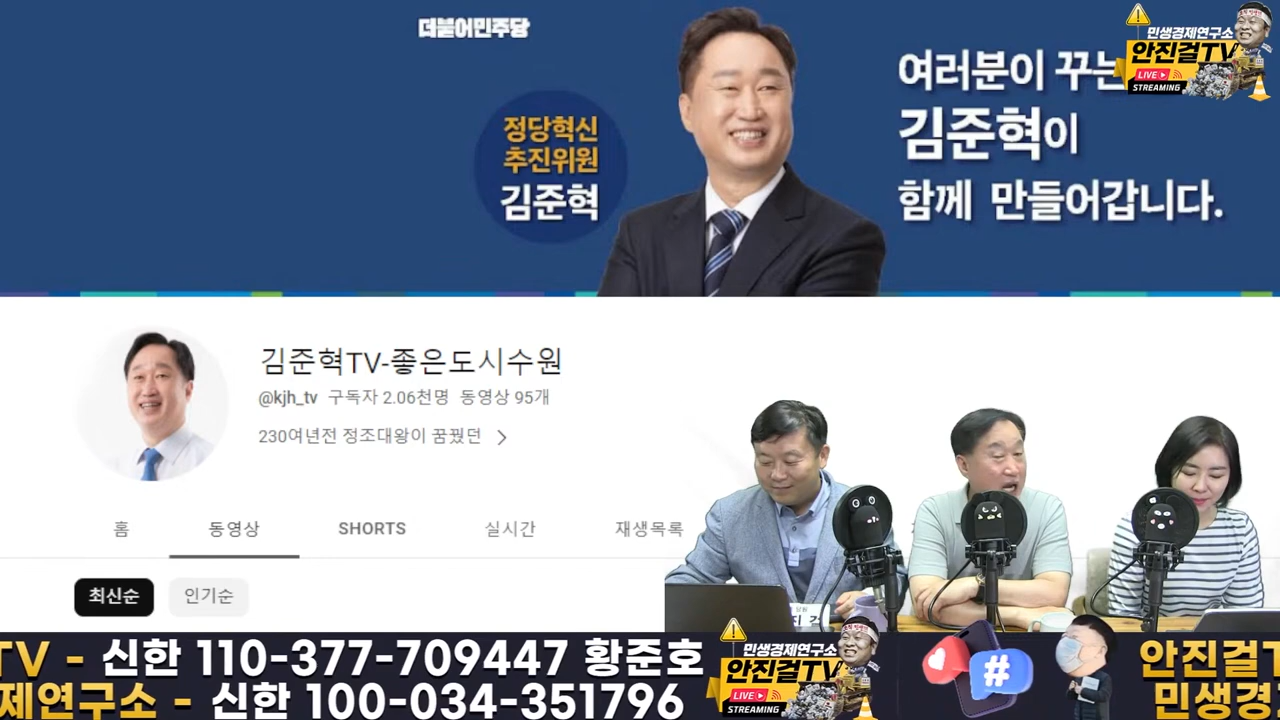 더불어민주당
정당혁신
추진위원
김준혁
여러분이 꾸는
김준혁이
함께 만들어갑니다.
민생경제연구소
안진걸TV
LIVE
STREAMING
김준혁TV-좋은도시수원
@kjh_tv 구독자 2.06천명 동영상 95개
230여년전 정조대왕이 꿈꿨던
홈 동영상 SHORTS 실시간 재생목록
최신순 인기순
TV - 신한 110-377-709447 황준호
제연구소 - 신한 100-034-351796
민생경제연구소
안진걸TV
LIVE
STREAMING
#
안진걸T
민생경